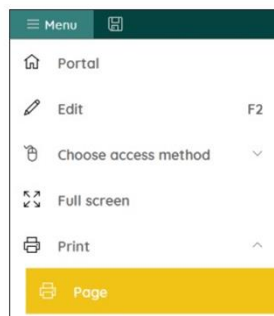 Menu
Portal
Edit F2
Choose access method
Full screen
Print
Page